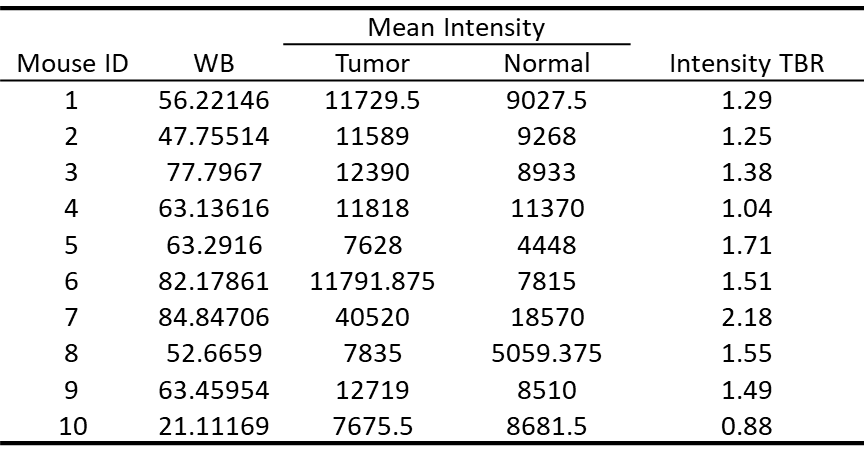 Mean Intensity
Mouse ID WB Tumor Normal Intensity TBR
1 56.22146 11729.5 9027.5 1.29
2 47.75514 11589 9268 1.25
3 77.7967 12390 8933 1.38
4 63.13616 11818 11370 1.04
5 63.2916 7628 4448 1.71
6 82.17861 11791.875 7815 1.51
7 84.84706 40520 18570 2.18
8 52.6659 7835 5059.375 1.55
9 63.45954 12719 8510 1.49
10 21.11169 7675.5 8681.5 0.88